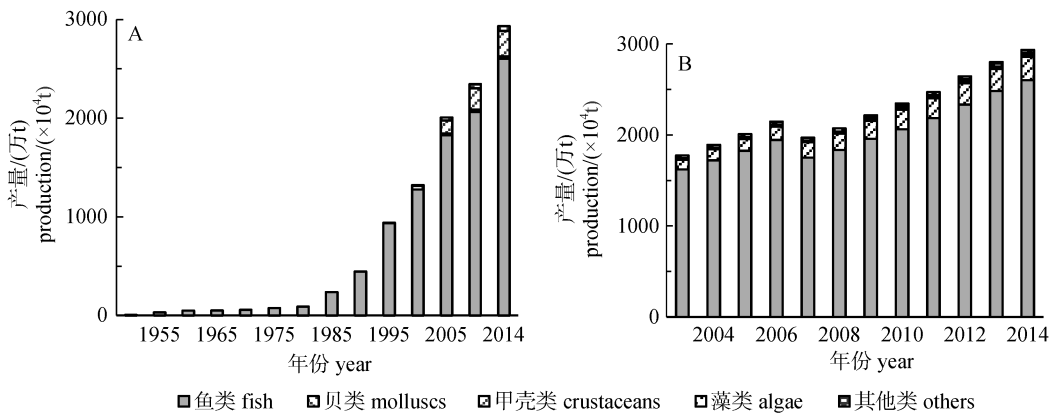 A
3000
2000
1000
0
产量/(万t)
production/(×10⁴t)
1955 1965 1975 1985 1995 2005 2014
年份 year
B
3000
2000
1000
0
产量/(万t)
production/(×10⁴t)
2004 2006 2008 2010 2012 2014
年份 year
鱼类 fish 贝类 molluscs 甲壳类 crustaceans 藻类 algae 其他类 others